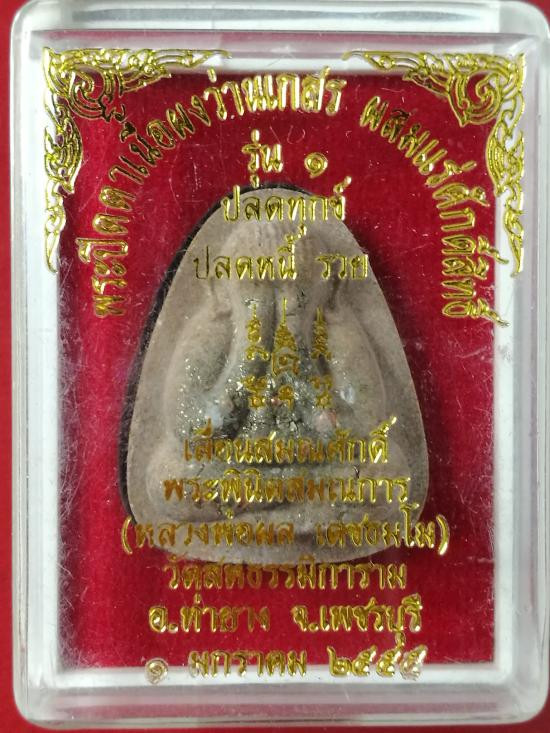 พระปิดตาเนื้อผงว่านเกสร ผสมแร่ศักดิ์สิทธิ์
รุ่น ๑
ปลดทุกข์
ปลดหนี้ รวย
เลื่อนสมณศักดิ์
พระพินิตสมณการ
(หลวงพ่อผล เตชธมฺโม)
วัดสตธรรมิการาม
อ.ท่ายาง จ.เพชรบุรี
๑ มกราคม ๒๕๕๕